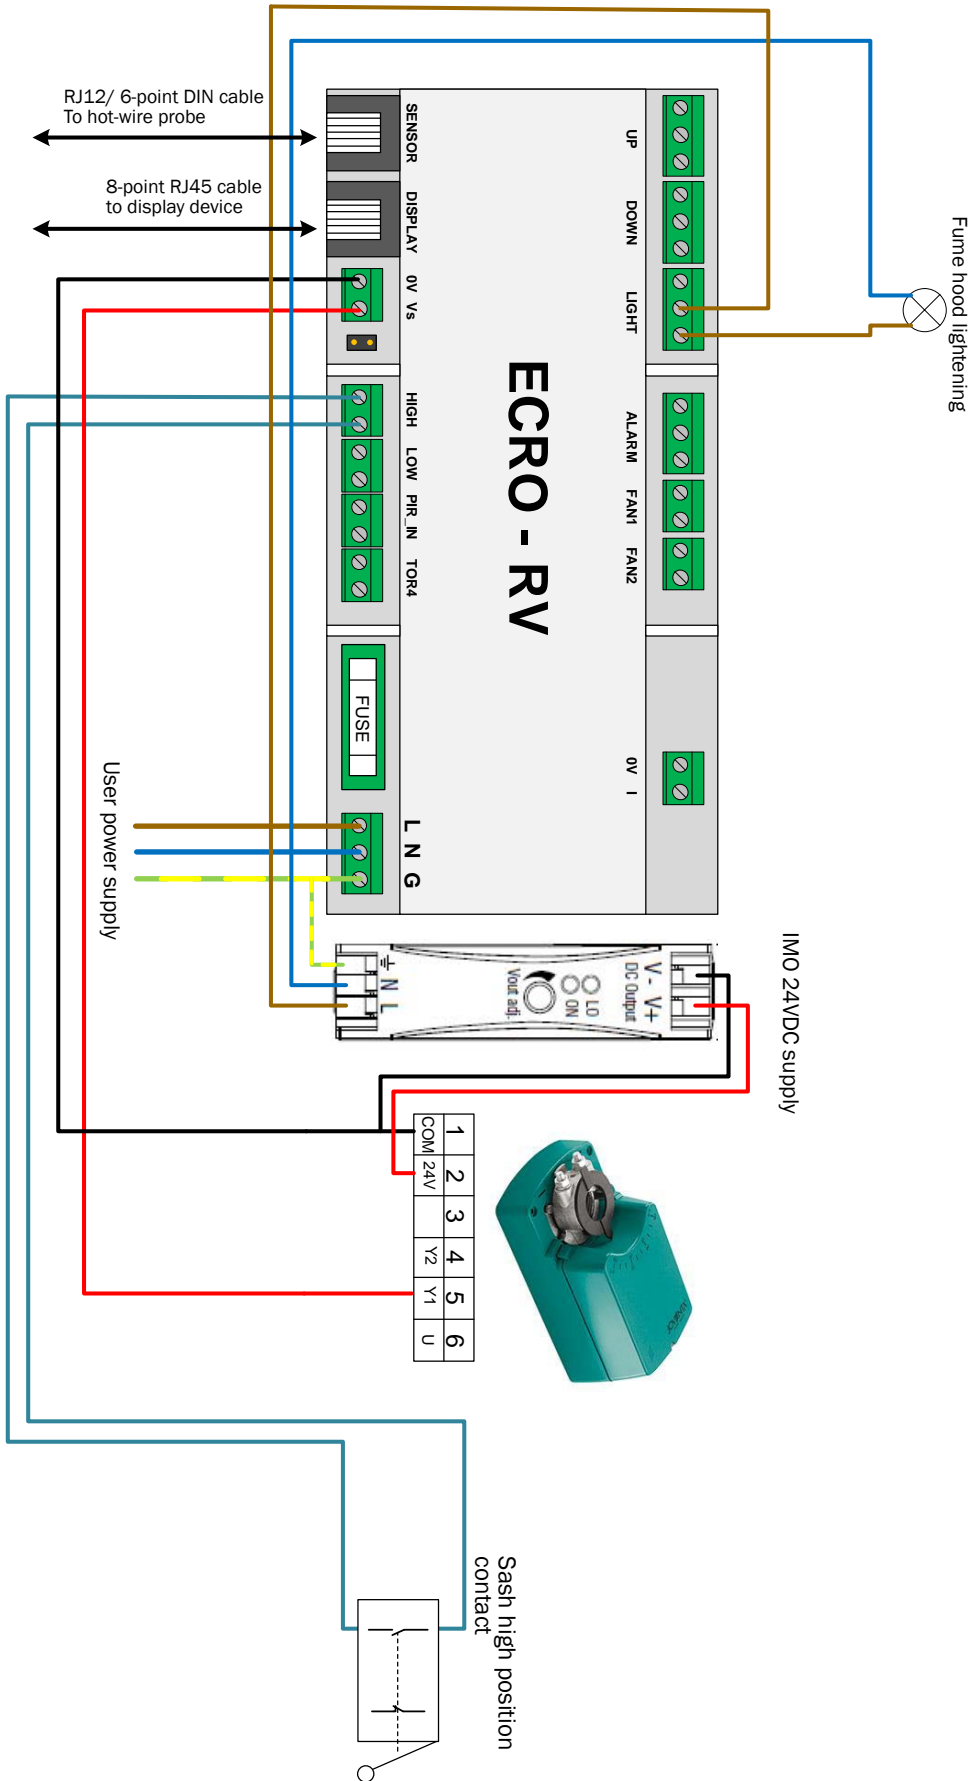 RJ12/ 6-point DIN cable
To hot-wire probe
8-point RJ45 cable
to display device
SENSOR
DISPLAY
0V Vs
HIGH
LOW
PIR_IN
TOR4
FUSE
L N G
User power supply
ECRO - RV
UP
DOWN
LIGHT
ALARM
FAN1
FAN2
0V I
Fume hood lightening
IMO 24VDC supply
V - V+
DC Output
LO
ON
Vout adj.
N L
1 2 3 4 5 6
COM 24V Y2 Y1 U
Sash high position
contact